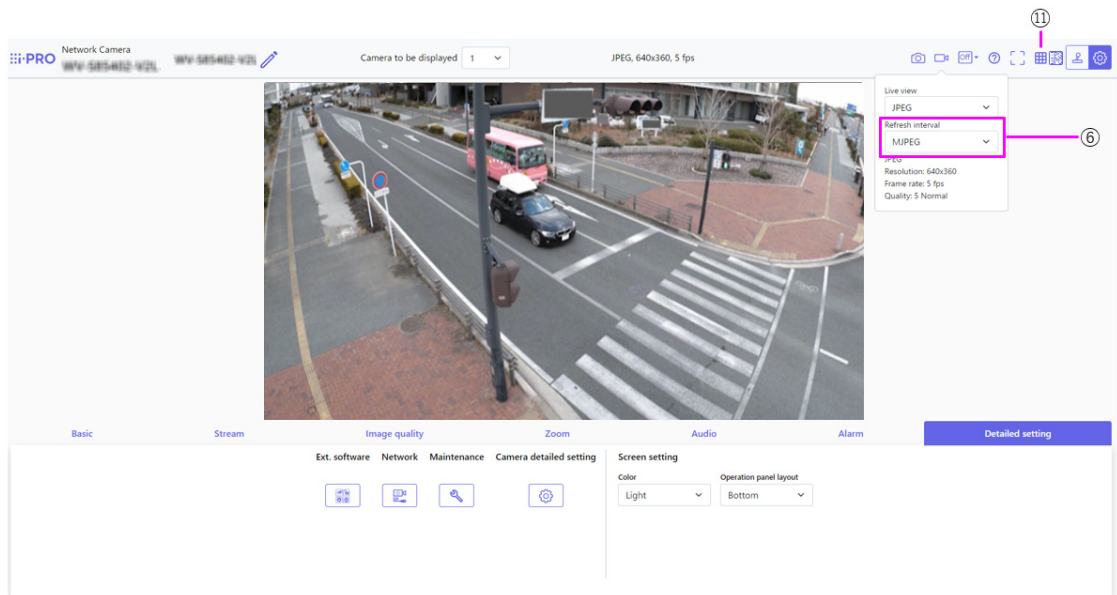 ⑪
i-PRO Network Camera
Camera to be displayed 1
JPEG, 640x360, 5 fps
Off
Live view
JPEG
Refresh interval
MJPEG
⑥
JPEG
Resolution: 640x360
Frame rate: 5 fps
Quality: 5 Normal
Basic Stream Image quality Zoom Audio Alarm Detailed setting
Ext. software Network Maintenance Camera detailed setting Screen setting
Color Operation panel layout
Light Bottom